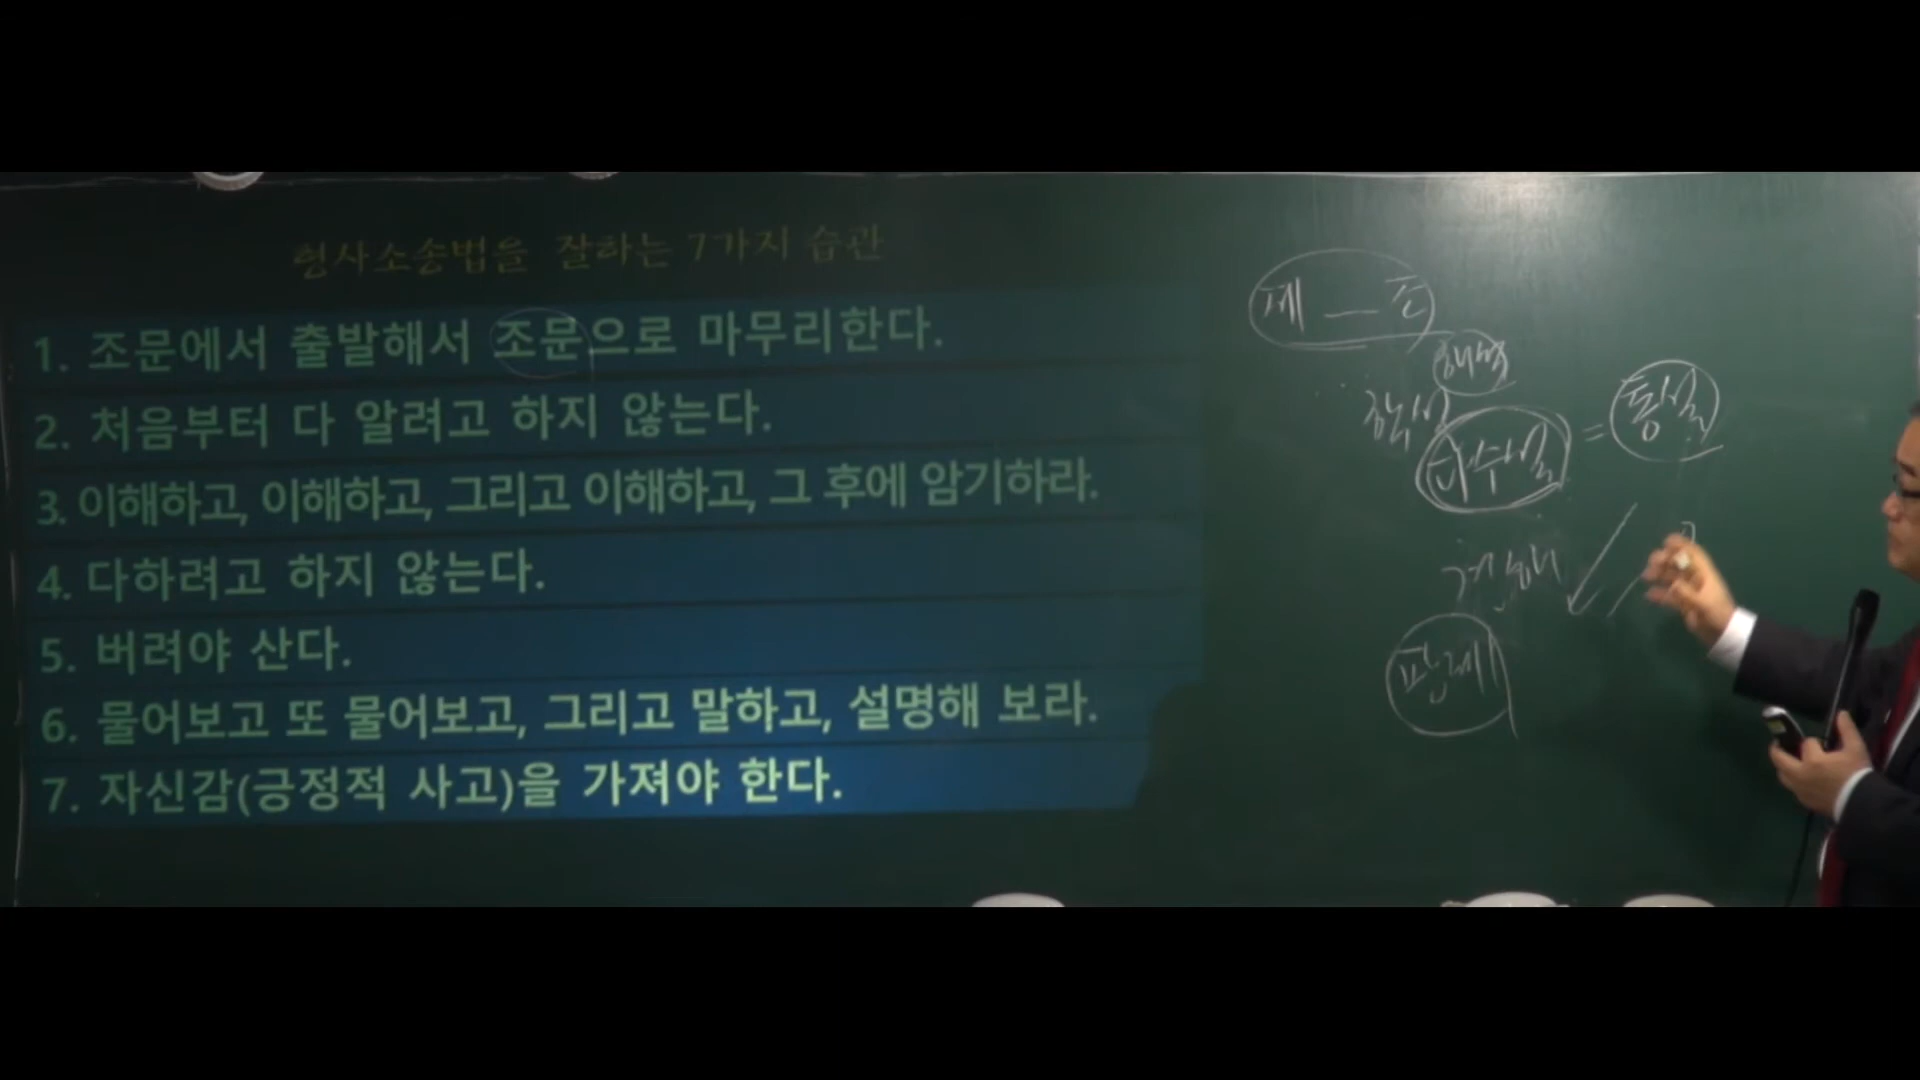 형사소송법을 잘하는 7가지 습관
1. 조문에서 출발해서 조문으로 마무리한다.
2. 처음부터 다 알려고 하지 않는다.
3. 이해하고, 이해하고, 그리고 이해하고, 그 후에 암기하라.
4. 다하려고 하지 않는다.
5. 버려야 산다.
6. 물어보고 또 물어보고, 그리고 말하고, 설명해 보라.
7. 자신감(긍정적 사고)을 가져야 한다.
제 — 조
다수설 = 통설
판례